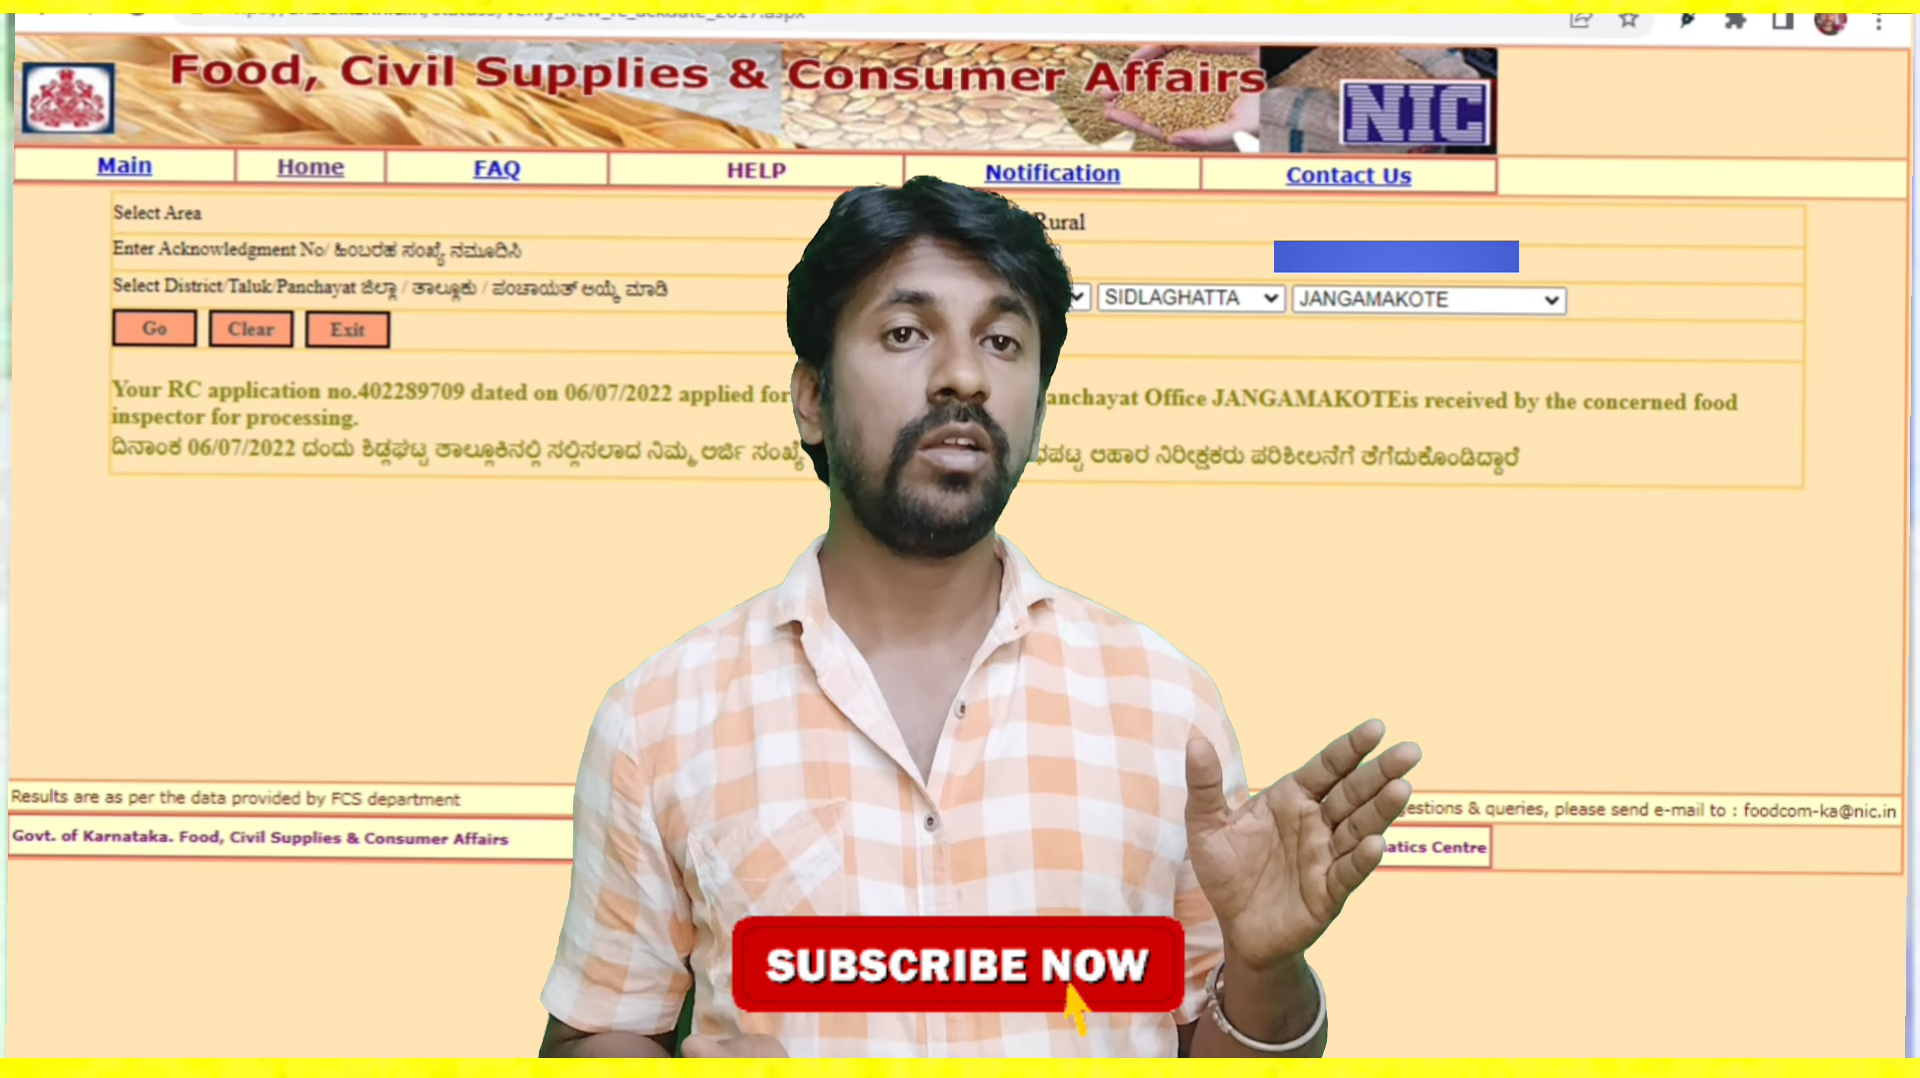 Food, Civil Supplies & Consumer Affairs
NIC
Main Home FAQ HELP Notification Contact Us
Select Area Rural
Enter Acknowledgment No/ ಹಿಂಬರಹ ಸಂಖ್ಯೆ ನಮೂದಿಸಿ
Select District/Taluk/Panchayat ಜಿಲ್ಲಾ / ತಾಲ್ಲೂಕು / ಪಂಚಾಯತ್ ಆಯ್ಕೆ ಮಾಡಿ SIDLAGHATTA JANGAMAKOTE
Go Clear Exit
Your RC application no.402289709 dated on 06/07/2022 applied for anchayat Office JANGAMAKOTEis received by the concerned food
inspector for processing.
ದಿನಾಂಕ 06/07/2022 ದಂದು ಶಿಡ್ಲಘಟ್ಟ ತಾಲ್ಲೂಕಿನಲ್ಲಿ ಸಲ್ಲಿಸಲಾದ ನಿಮ್ಮ ಅರ್ಜಿ ಸಂಖ್ಯೆ ಆಹಾರ ನಿರೀಕ್ಷಕರು ಪರಿಶೀಲನೆಗೆ ತೆಗೆದುಕೊಂಡಿದ್ದಾರೆ
Results are as per the data provided by FCS department estions & queries, please send e-mail to : foodcom-ka@nic.in
Govt. of Karnataka. Food, Civil Supplies & Consumer Affairs atics Centre
SUBSCRIBE NOW